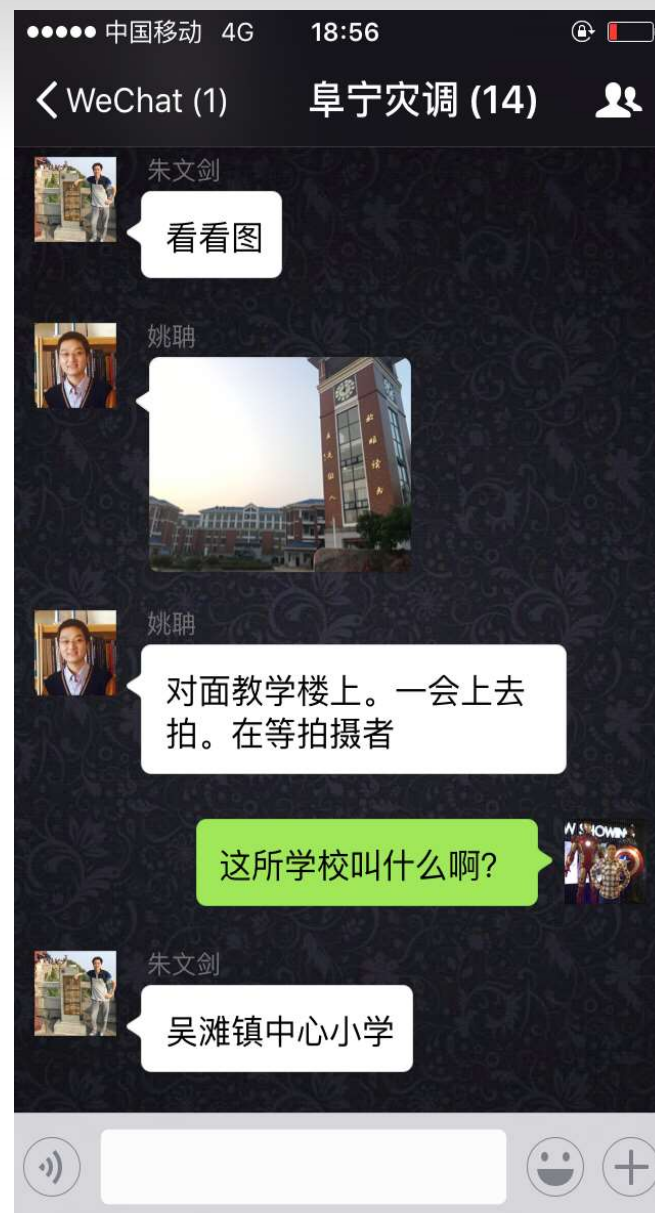 中国移动 4G 18:56
WeChat (1) 阜宁灾调 (14)
朱文剑
看看图
姚聃
姚聃
对面教学楼上。一会上去
拍。在等拍摄者
这所学校叫什么啊?
朱文剑
吴滩镇中心小学